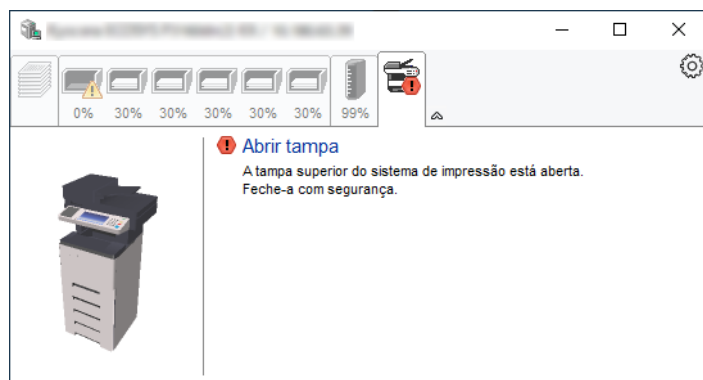 0% 30% 30% 30% 30% 30% 99%
Abrir tampa
A tampa superior do sistema de impressão está aberta.
Feche-a com segurança.